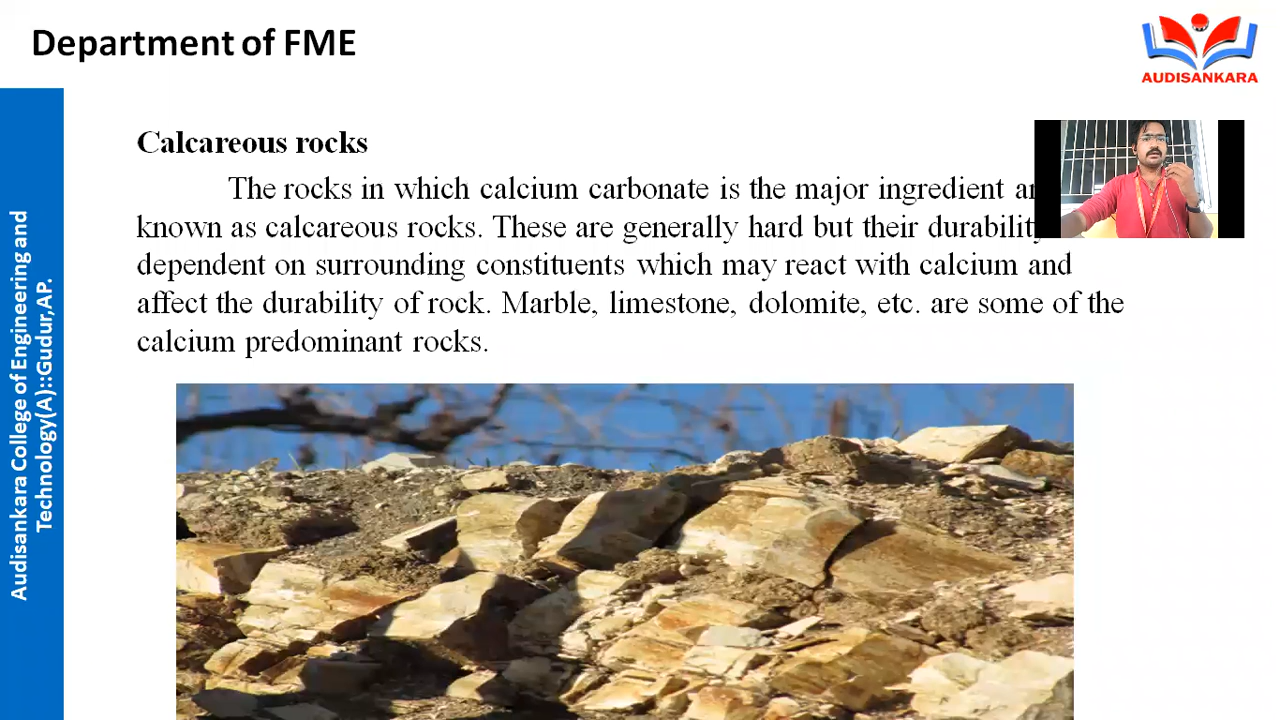 Department of FME
AUDISANKARA
Audisankara College of Engineering and
Technology(A)::Gudur,AP.
Calcareous rocks
The rocks in which calcium carbonate is the major ingredient
known as calcareous rocks. These are generally hard but their durability
dependent on surrounding constituents which may react with calcium and
affect the durability of rock. Marble, limestone, dolomite, etc. are some of the
calcium predominant rocks.